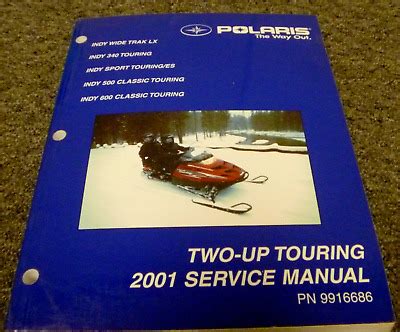 POLARIS
The Way Out.
INDY WIDE TRAK LX
INDY 340 TOURING
INDY SPORT TOURING/ES
INDY 500 CLASSIC TOURING
INDY 600 CLASSIC TOURING
TWO-UP TOURING
2001 SERVICE MANUAL
PN 9916686